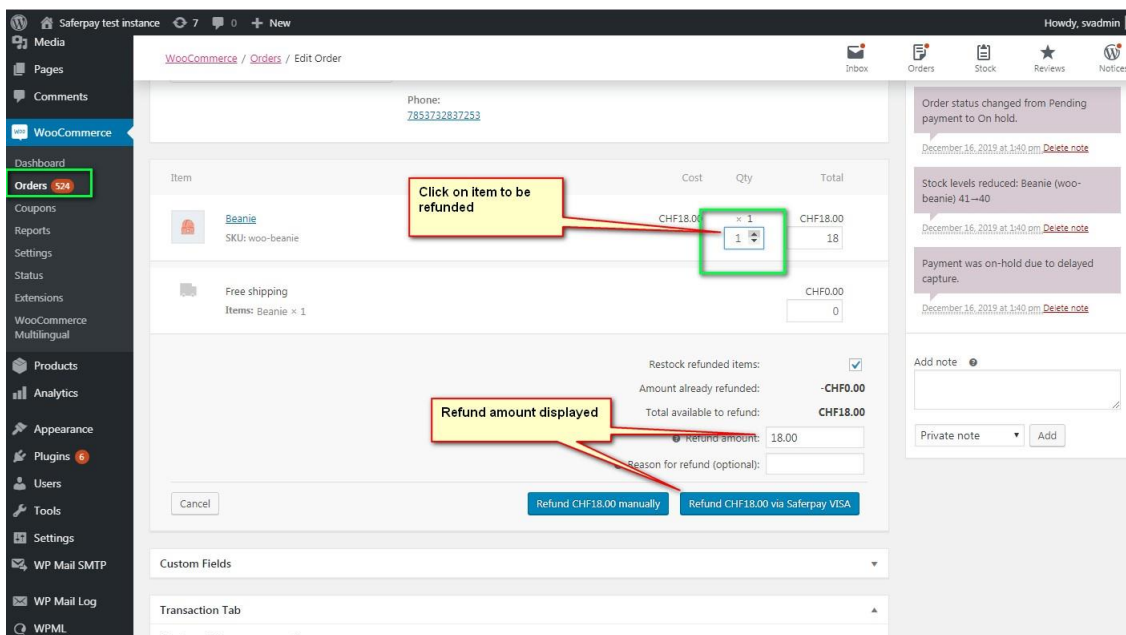 Saferpay test instance 7 0 + New
Howdy, svadmin
Media
Pages
Comments
WooCommerce
Dashboard
Orders 524
Coupons
Reports
Settings
Status
Extensions
WooCommerce
Multilingual
Products
Analytics
Appearance
Plugins 6
Users
Tools
Settings
WP Mail SMTP
WP Mail Log
WPML
WooCommerce / Orders / Edit Order
Inbox
Orders
Stock
Reviews
Notices
Phone:
7853732837253
Item Cost Qty Total
Click on item to be
refunded
Beanie CHF18.00 × 1 CHF18.00
SKU: woo-beanie 1 18
Free shipping CHF0.00
Items: Beanie × 1 0
Restock refunded items:
Amount already refunded: -CHF0.00
Total available to refund: CHF18.00
Refund amount displayed
Refund amount: 18.00
Reason for refund (optional):
Cancel
Refund CHF18.00 manually
Refund CHF18.00 via Saferpay VISA
Custom Fields
Transaction Tab
Order status changed from Pending
payment to On hold.
December 16, 2019 at 1:40 pm Delete note
Stock levels reduced: Beanie (woo-
beanie) 41→40
December 16, 2019 at 1:40 pm Delete note
Payment was on-hold due to delayed
capture.
December 16, 2019 at 1:40 pm Delete note
Add note
Private note
Add